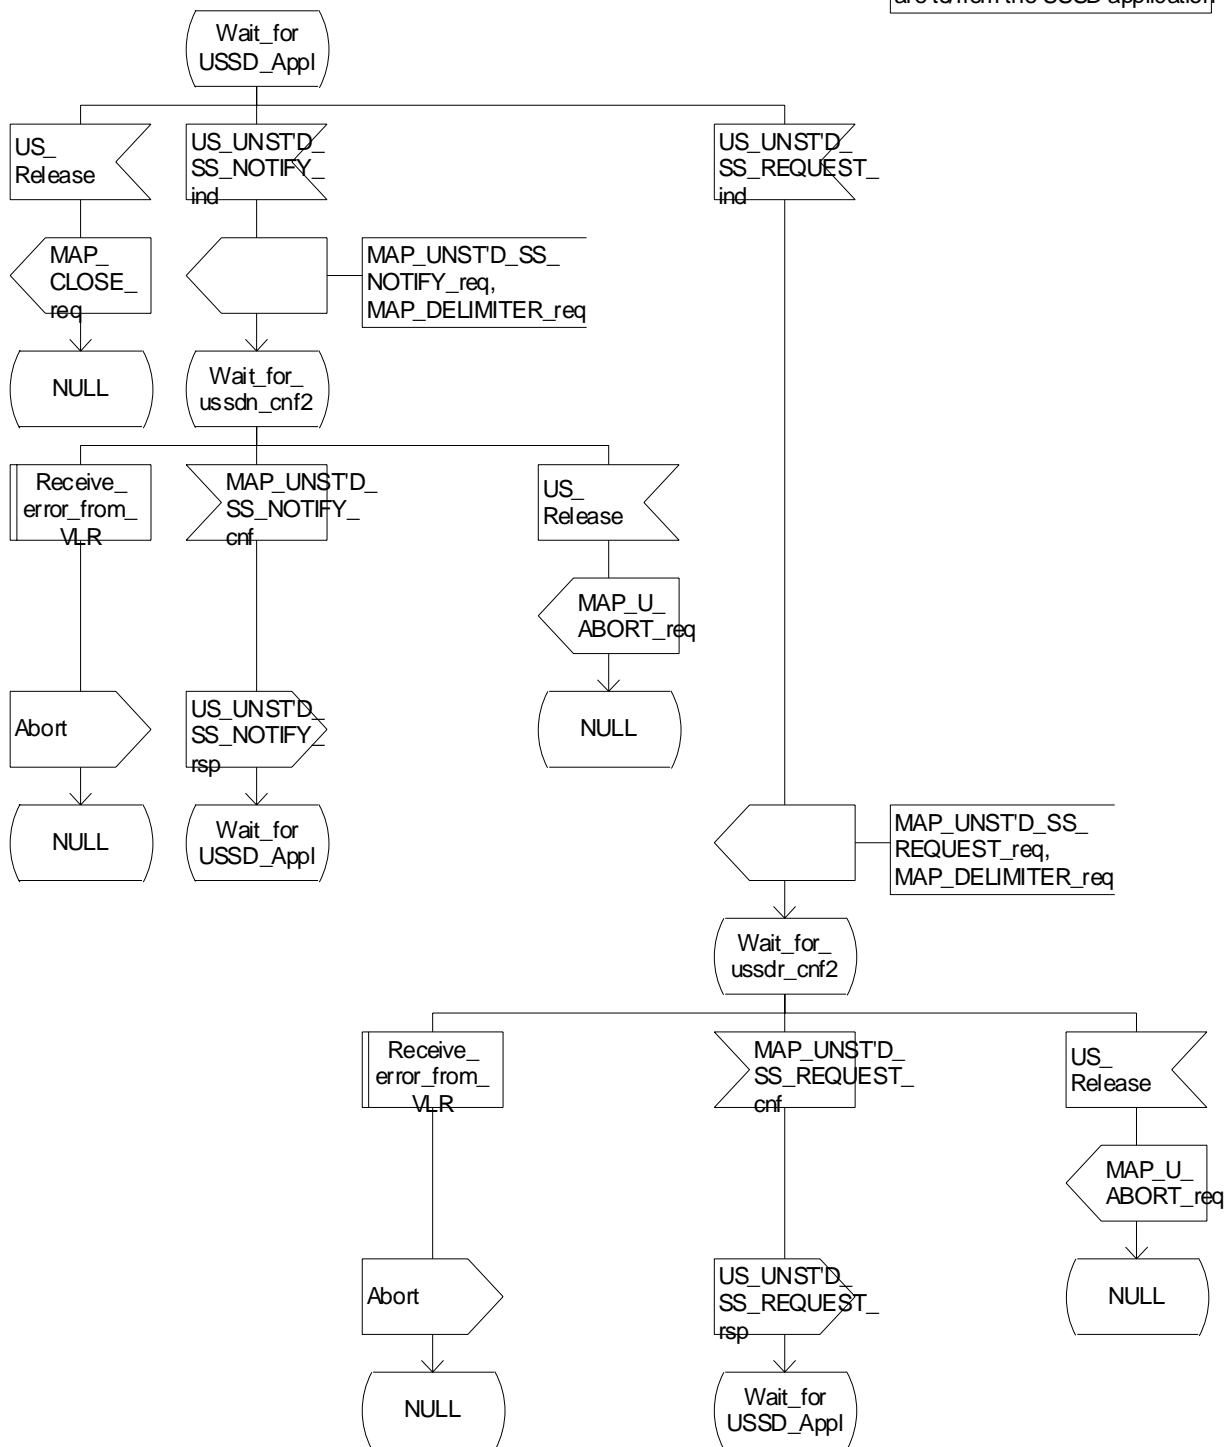 are to/from the USSD application
Wait_for
USSD_Appl
US_
Release
US_UNST'D_
SS_NOTIFY_
ind
US_UNST'D_
SS_REQUEST_
ind
MAP_
CLOSE_
req
MAP_UNST'D_SS_
NOTIFY_req,
MAP_DELIMITER_req
NULL
Wait_for_
ussdn_cnf2
Receive_
error_from_
VLR
MAP_UNST'D_
SS_NOTIFY_
cnf
US_
Release
MAP_U_
ABORT_req
Abort
US_UNST'D_
SS_NOTIFY_
rsp
NULL
NULL
Wait_for
USSD_Appl
MAP_UNST'D_SS_
REQUEST_req,
MAP_DELIMITER_req
Wait_for_
ussdr_cnf2
Receive_
error_from_
VLR
MAP_UNST'D_
SS_REQUEST_
cnf
US_
Release
MAP_U_
ABORT_req
Abort
US_UNST'D_
SS_REQUEST_
rsp
NULL
NULL
Wait_for
USSD_Appl